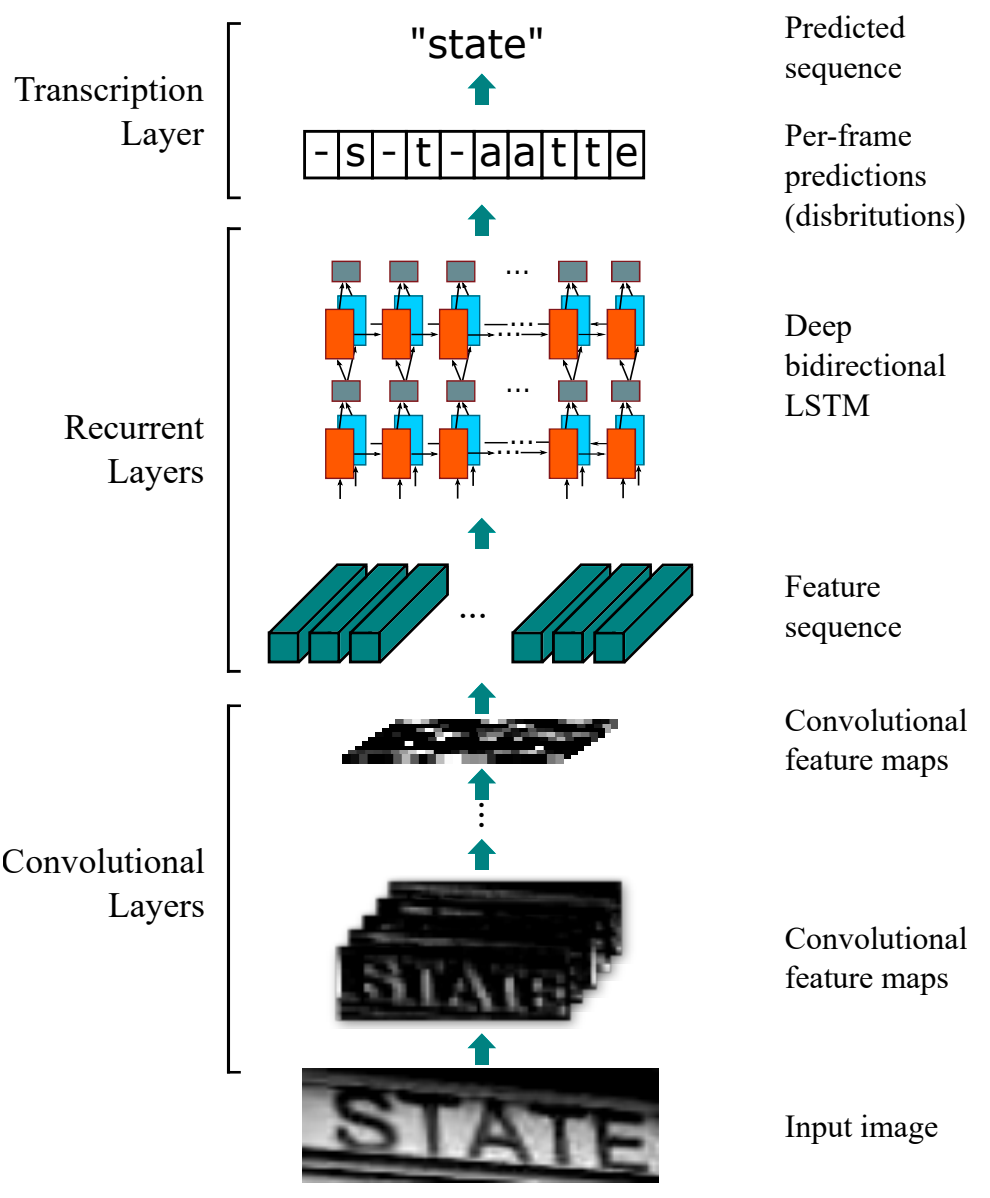 "state"
Predicted
sequence
Transcription
Layer
-s-t-aatte
Per-frame
predictions
(disbritutions)
...
...
...
Deep
bidirectional
LSTM
...
...
...
Recurrent
Layers
...
Feature
sequence
Convolutional
feature maps
...
Convolutional
Layers
Convolutional
feature maps
STATE
STATE
Input image